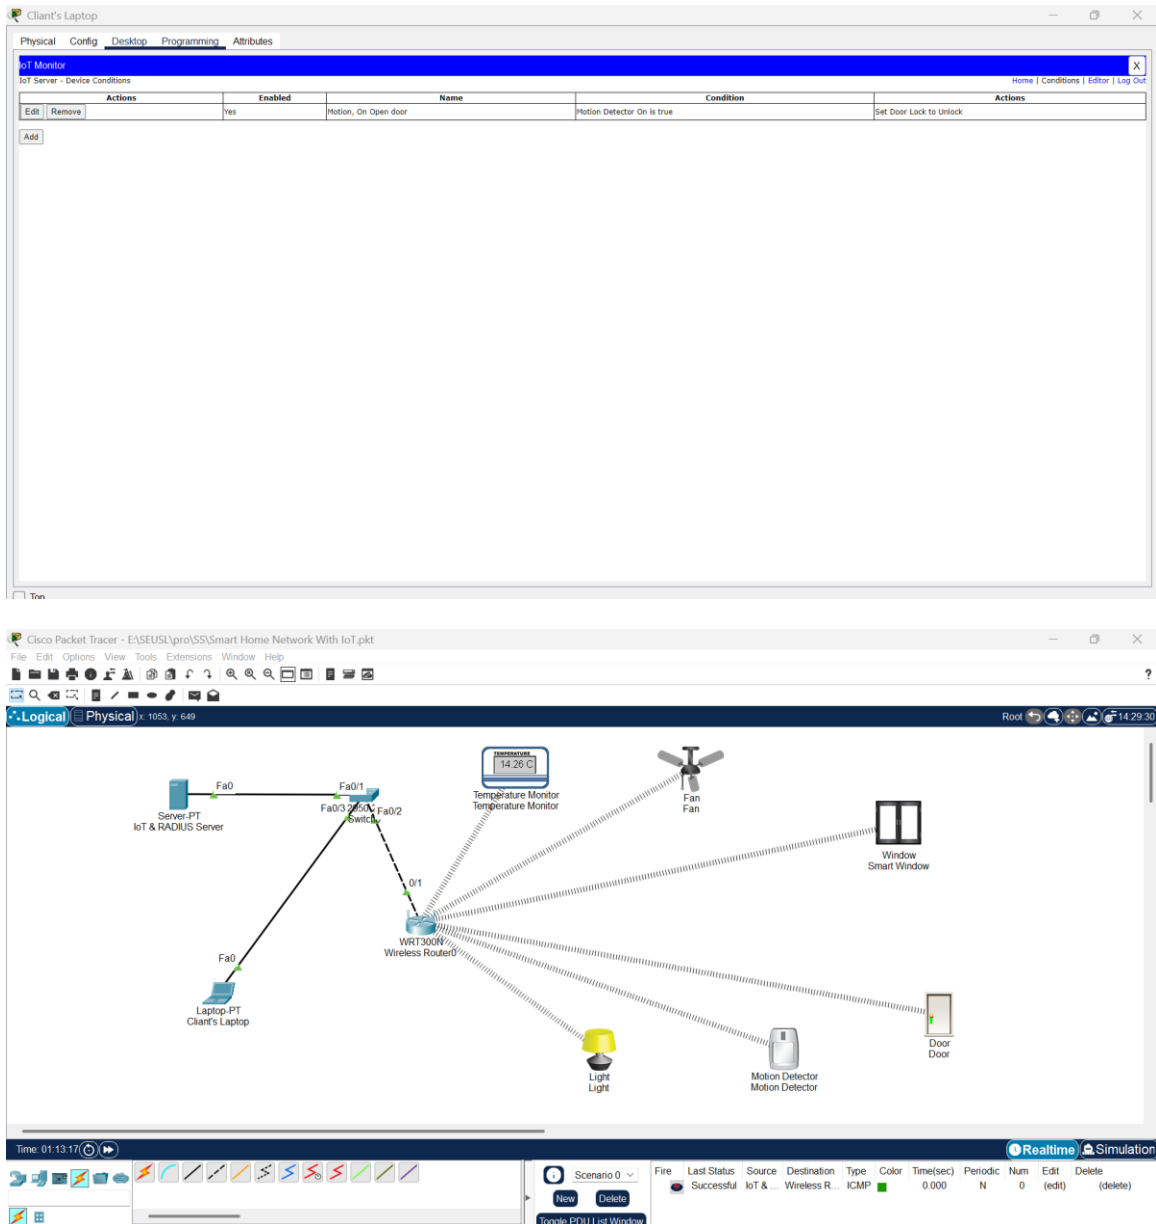 Cliant's Laptop
Physical Config Desktop Programming Attributes
IoT Monitor X
IoT Server - Device Conditions Home | Conditions | Editor | Log Out
Actions Enabled Name Condition Actions
Edit Remove Yes Motion, On Open door Motion Detector On is true Set Door Lock to Unlock
Add
Top
Cisco Packet Tracer - E:\SEUSL\pro\SS\Smart Home Network With IoT.pkt
File Edit Options View Tools Extensions Window Help
?
Logical Physical x: 1053, y: 649 Root 14:29:30
TEMPERATURE
14.26 C
Temperature Monitor
Temperature Monitor
Fan
Fan
Fa0 Fa0/1
Server-PT
IoT & RADIUS Server
Fa0/3 2950 Fa0/2
Switch
Window
Smart Window
0/1
WRT300N
Wireless Router0
Fa0
Laptop-PT
Cliant's Laptop
Door
Door
Light
Light
Motion Detector
Motion Detector
Time: 01:13:17 Realtime Simulation
Scenario 0 Fire Last Status Source Destination Type Color Time(sec) Periodic Num Edit Delete
Successful IoT & ... Wireless R... ICMP 0.000 N 0 (edit) (delete)
New Delete
Toggle PDU List Window